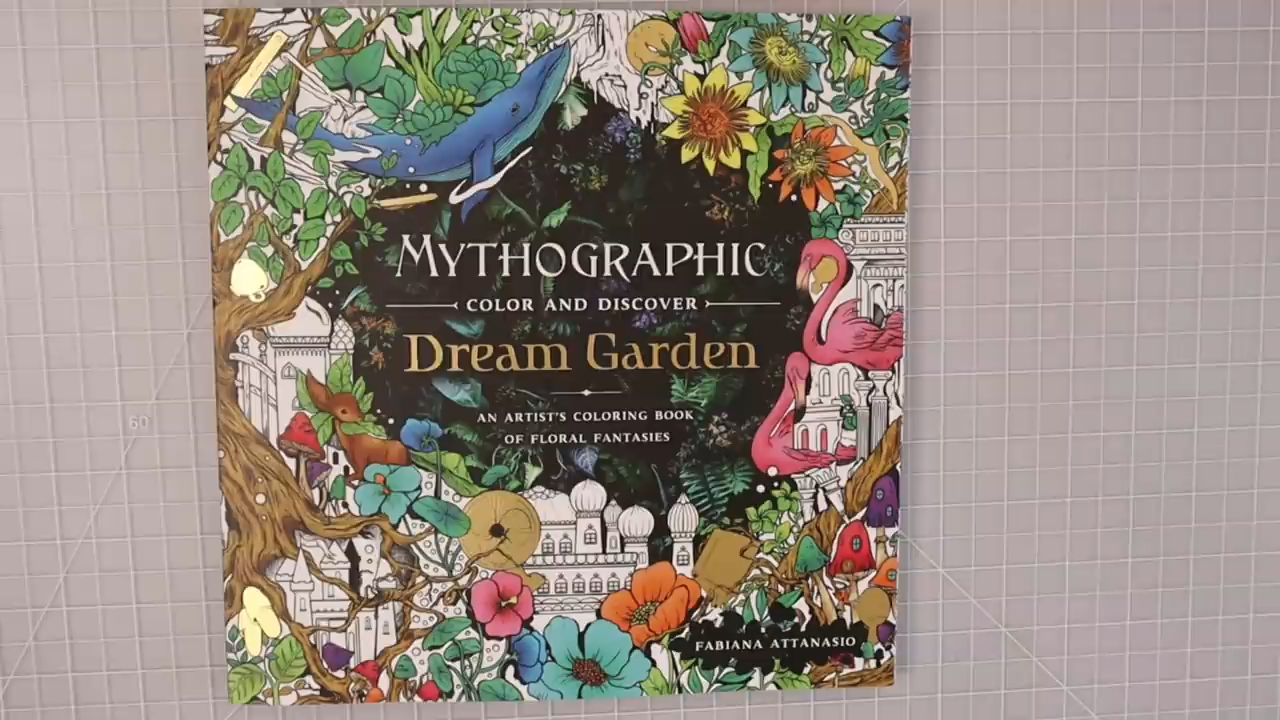 MYTHOGRAPHIC
COLOR AND DISCOVER
Dream Garden
AN ARTIST'S COLORING BOOK
OF FLORAL FANTASIES
60
FABIANA ATTANASIO